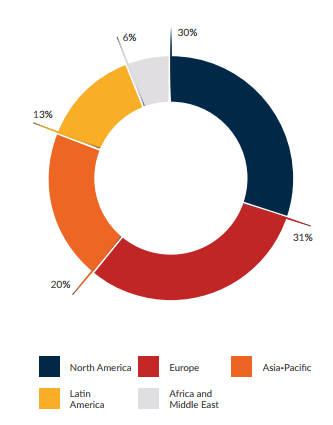 6%
30%
13%
31%
20%
North America
Europe
Asia-Pacific
Latin
America
Africa and
Middle East